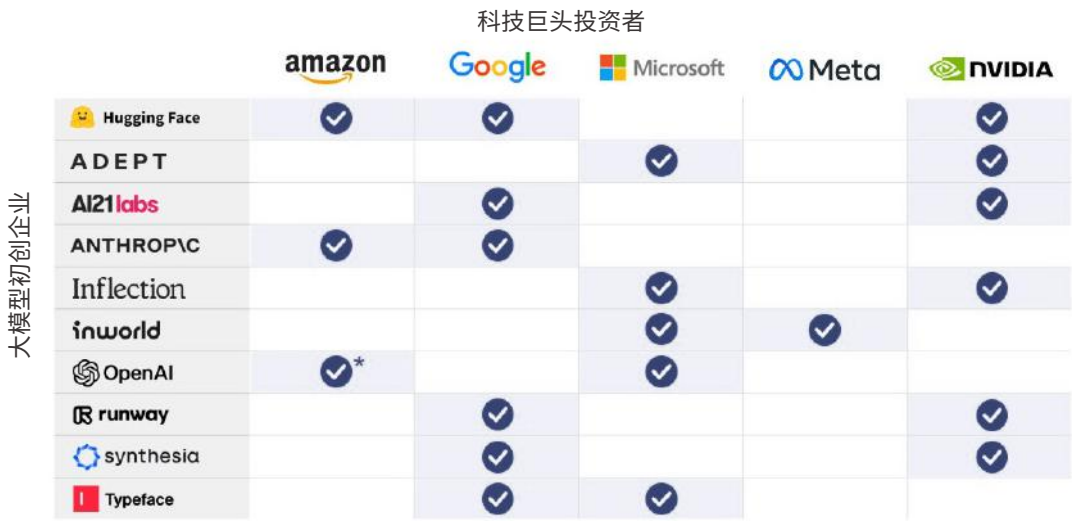 科技巨头投资者
amazon Google Microsoft Meta NVIDIA
大模型初创企业
Hugging Face
ADEPT
AI21labs
ANTHROP\C
Inflection
inworld
OpenAI *
runway
synthesia
Typeface